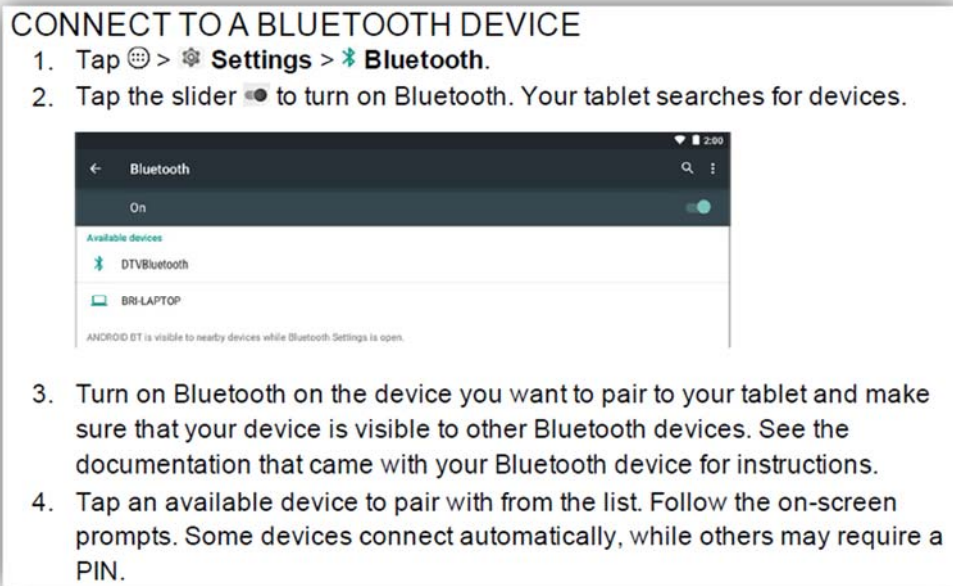 CONNECT TO A BLUETOOTH DEVICE
1. Tap > Settings > Bluetooth.
2. Tap the slider to turn on Bluetooth. Your tablet searches for devices.
2:00
Bluetooth
On
Available devices
DTVBluetooth
BRI-LAPTOP
ANDROID BT is visible to nearby devices while Bluetooth Settings is open.
3. Turn on Bluetooth on the device you want to pair to your tablet and make
sure that your device is visible to other Bluetooth devices. See the
documentation that came with your Bluetooth device for instructions.
4. Tap an available device to pair with from the list. Follow the on-screen
prompts. Some devices connect automatically, while others may require a
PIN.